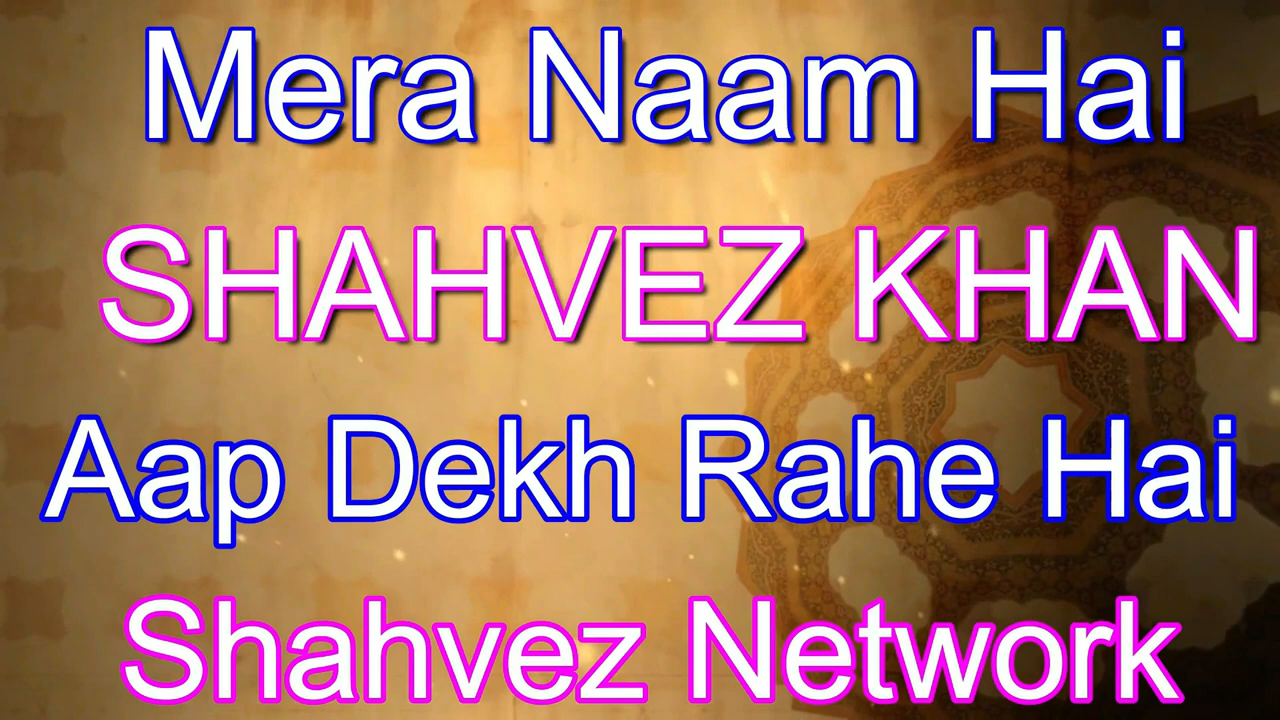 Mera Naam Hai
SHAHVEZ KHAN
Aap Dekh Rahe Hai
Shahvez Network